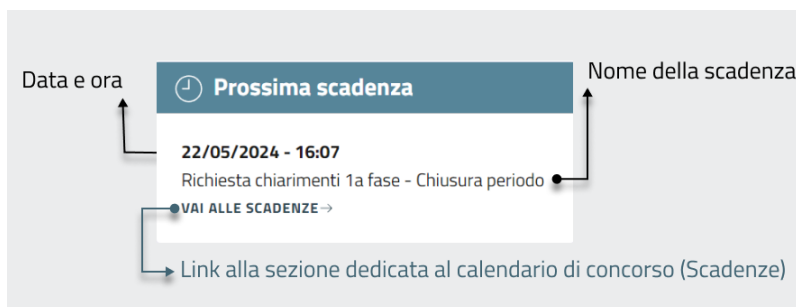 Data e ora
Prossima scadenza
Nome della scadenza
22/05/2024 - 16:07
Richiesta chiarimenti 1a fase - Chiusura periodo
VAI ALLE SCADENZE→
Link alla sezione dedicata al calendario di concorso (Scadenze)